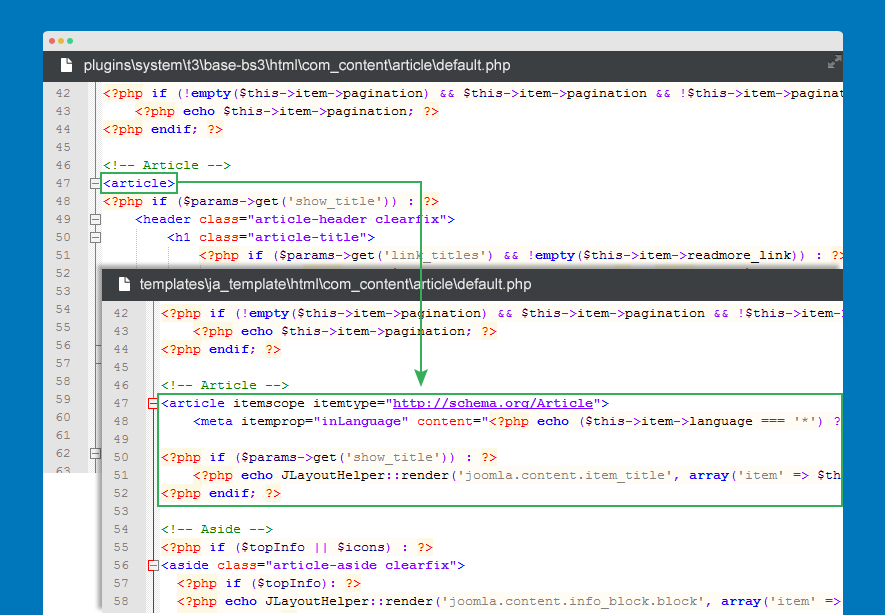 plugins\system\t3\base-bs3\html\com_content\article\default.php
42 <?php if (!empty($this->item->pagination) && $this->item->pagination && !$this->item->paginat
43 <?php echo $this->item->pagination; ?>
44 <?php endif; ?>
45
46 <!-- Article -->
47 <article>
48 <?php if ($params->get('show_title')) : ?>
49 <header class="article-header clearfix">
50 <h1 class="article-title">
51 <?php if ($params->get('link_titles') && !empty($this->item->readmore_link)) : ?>
52
53
54
55
56
57
58
59
60
61
62
63
templates\ja_template\html\com_content\article\default.php
42 <?php if (!empty($this->item->pagination) && $this->item->pagination && !$this->item-
43 <?php echo $this->item->pagination; ?>
44 <?php endif; ?>
45
46 <!-- Article -->
47 <article itemscope itemtype="http://schema.org/Article">
48 <meta itemprop="inLanguage" content="<?php echo ($this->item->language === '*') ?
49
50 <?php if ($params->get('show_title')) : ?>
51 <?php echo JLayoutHelper::render('joomla.content.item_title', array('item' => $th
52 <?php endif; ?>
53
54 <!-- Aside -->
55 <?php if ($topInfo || $icons) : ?>
56 <aside class="article-aside clearfix">
57 <?php if ($topInfo): ?>
58 <?php echo JLayoutHelper::render('joomla.content.info_block.block', array('item' =>